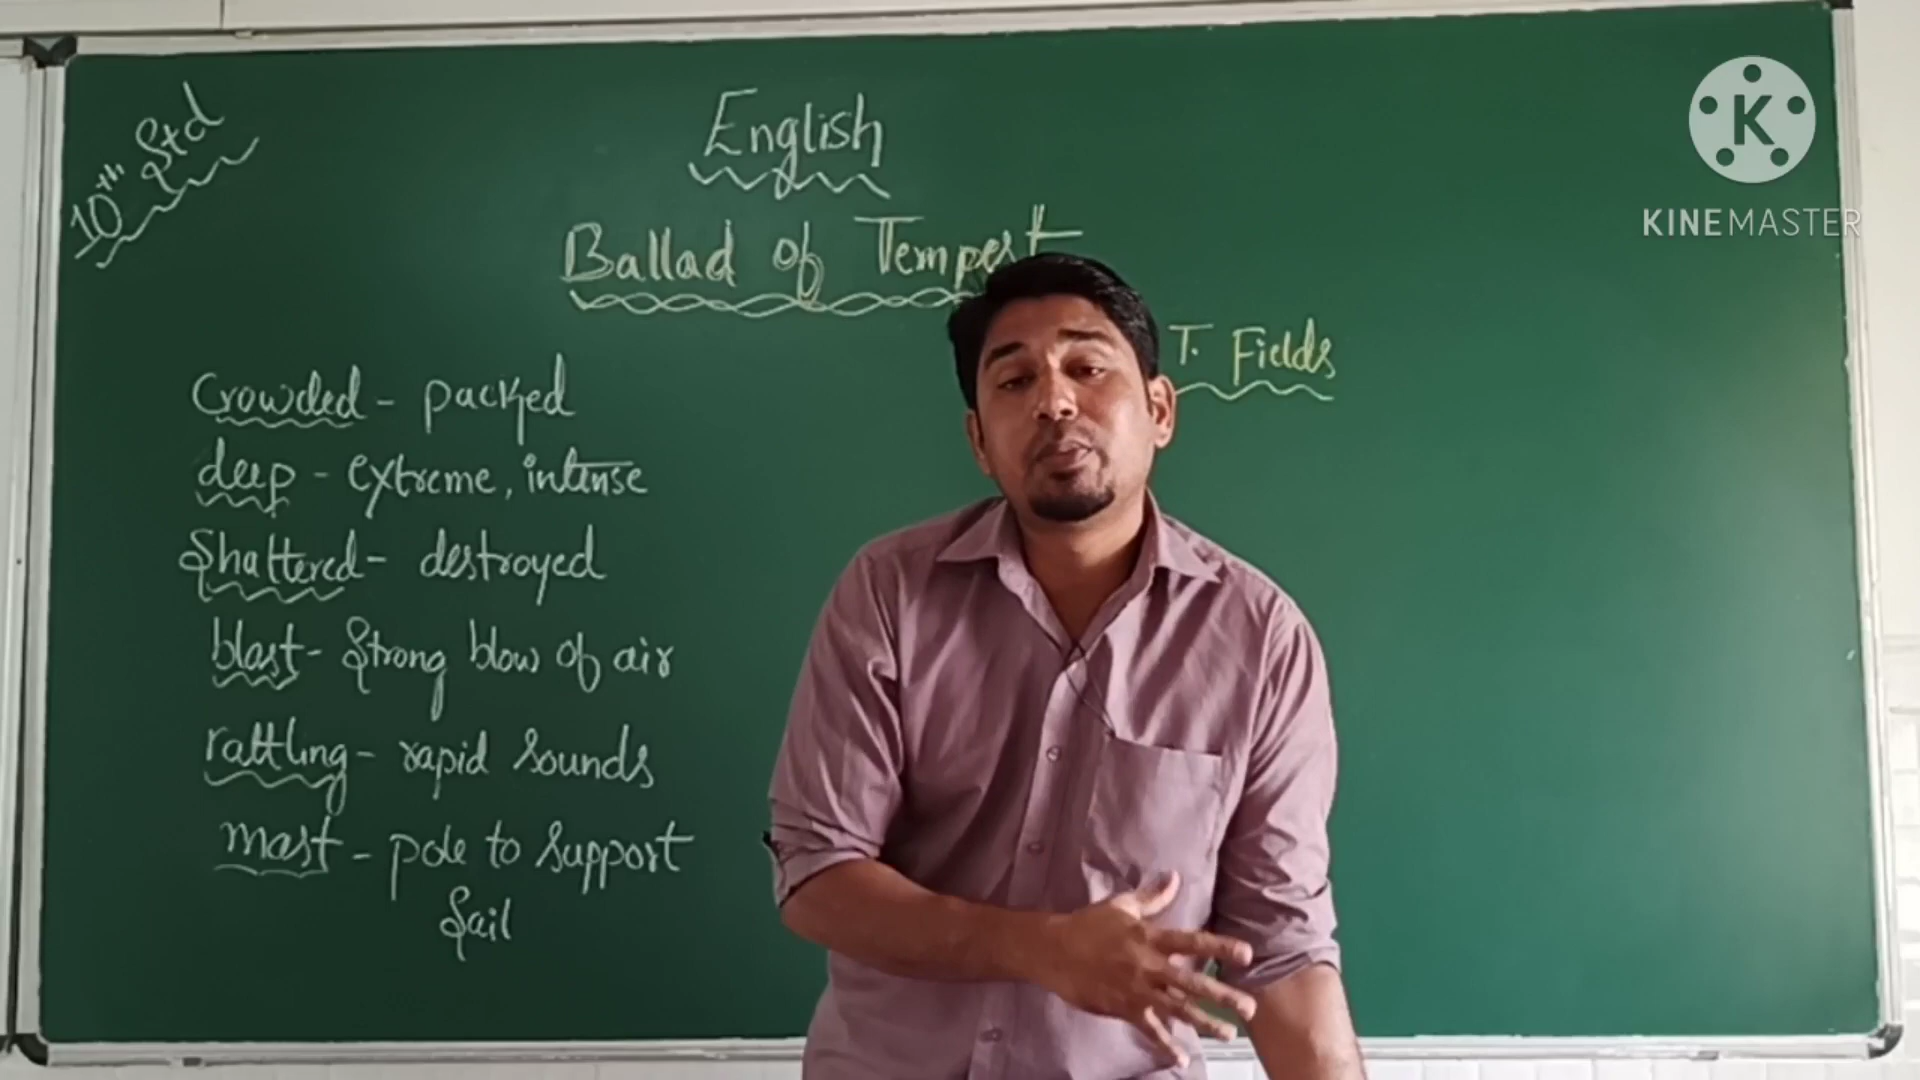 10th Std
English
Ballad of Tempest
T. Fields
Crowded - packed
deep - extreme, intense
Shattered - destroyed
blast - Strong blow of air
rattling - rapid sounds
mast - pole to support
sail
K
KINEMASTER